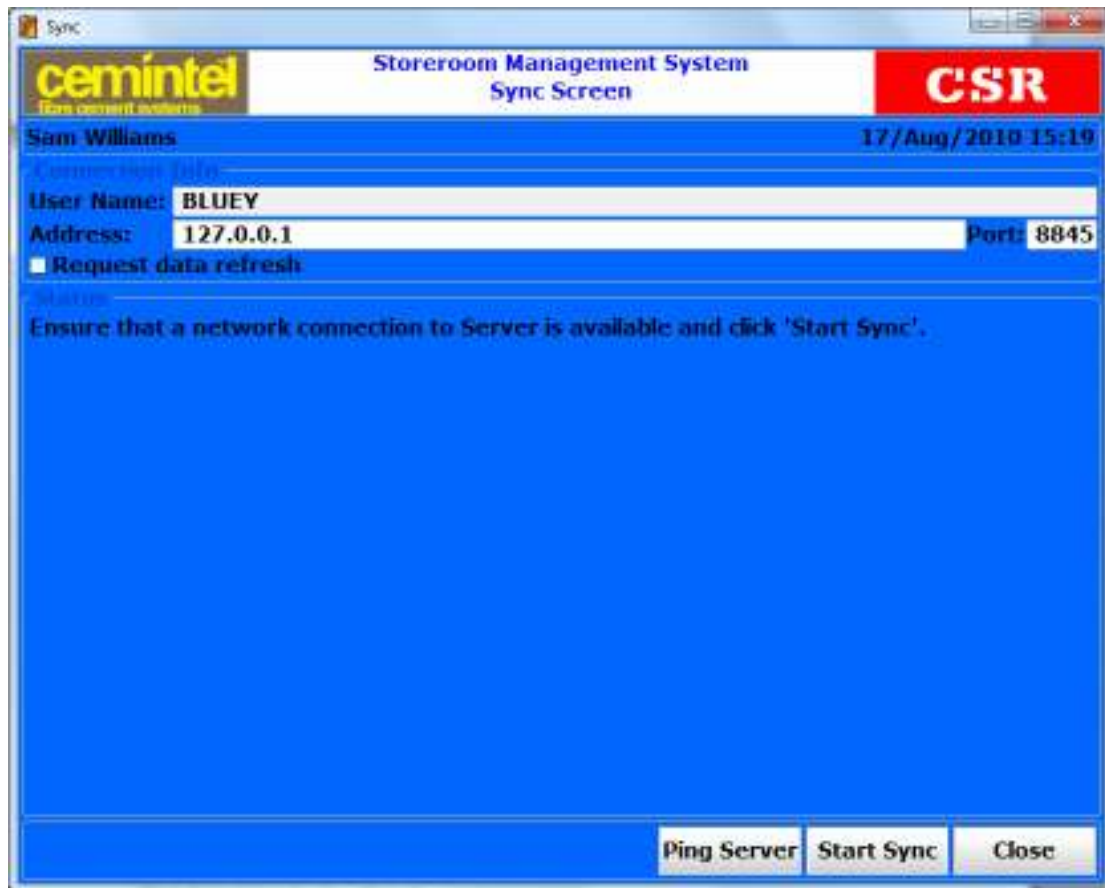 Sync
cemintel
fibre cement systems
Storeroom Management System
Sync Screen
CSR
Sam Williams
17/Aug/2010 15:19
Connection Info
User Name: BLUEY
Address: 127.0.0.1 Port: 8845
Request data refresh
Status
Ensure that a network connection to Server is available and click 'Start Sync'.
Ping Server Start Sync Close